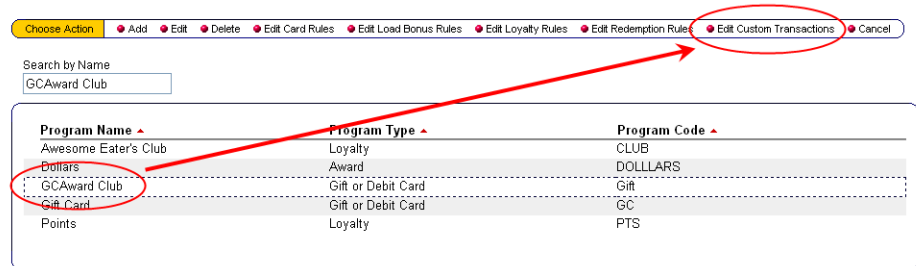 Choose Action Add Edit Delete Edit Card Rules Edit Load Bonus Rules Edit Loyalty Rules Edit Redemption Rules Edit Custom Transactions Cancel
Search by Name
GCAward Club
Program Name Program Type Program Code
Awesome Eater's Club Loyalty CLUB
Dollars Award DOLLLARS
GCAward Club Gift or Debit Card Gift
Gift Card Gift or Debit Card GC
Points Loyalty PTS